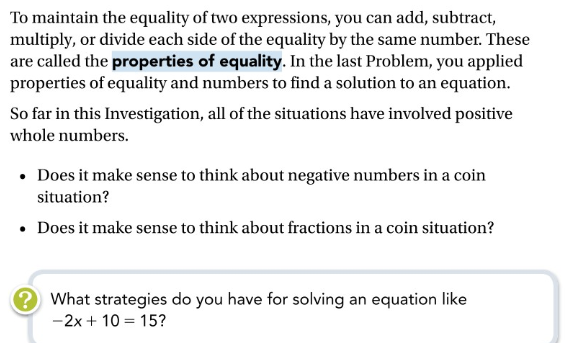 To maintain the equality of two expressions, you can add, subtract,
multiply, or divide each side of the equality by the same number. These
are called the properties of equality. In the last Problem, you applied
properties of equality and numbers to find a solution to an equation.
So far in this Investigation, all of the situations have involved positive
whole numbers.
• Does it make sense to think about negative numbers in a coin
situation?
• Does it make sense to think about fractions in a coin situation?
? What strategies do you have for solving an equation like
−2x + 10 = 15?